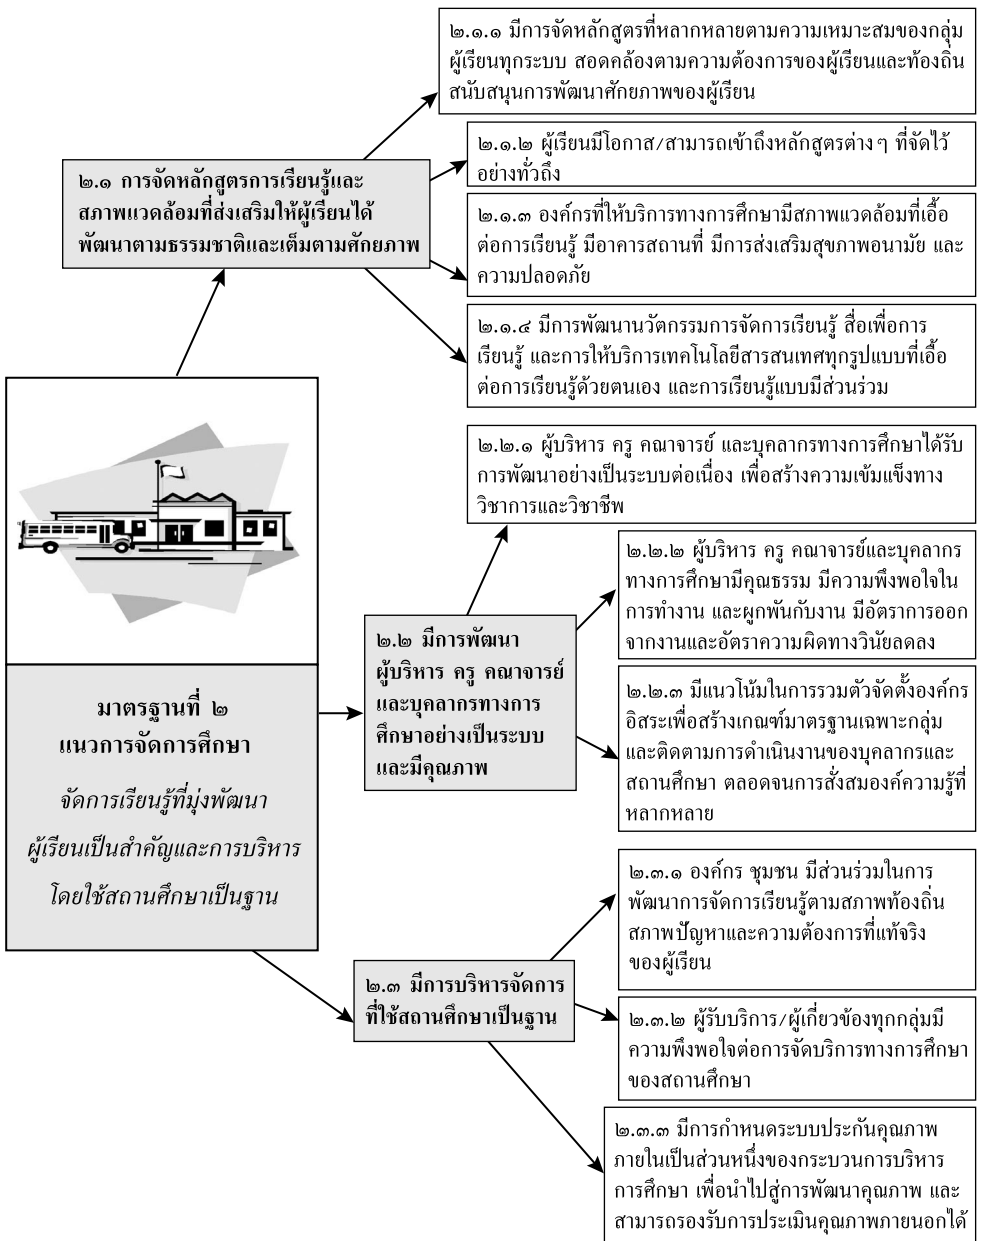 ๒.๑.๑ มีการจัดหลักสูตรที่หลากหลายตามความเหมาะสมของกลุ่ม
ผู้เรียนทุกระบบ สอดคล้องตามความต้องการของผู้เรียนและท้องถิ่น
สนับสนุนการพัฒนาศักยภาพของผู้เรียน
๒.๑.๒ ผู้เรียนมีโอกาส/สามารถเข้าถึงหลักสูตรต่าง ๆ ที่จัดไว้
อย่างทั่วถึง
๒.๑ การจัดหลักสูตรการเรียนรู้และ
สภาพแวดล้อมที่ส่งเสริมให้ผู้เรียนได้
พัฒนาตามธรรมชาติและเต็มตามศักยภาพ
๒.๑.๓ องค์กรที่ให้บริการทางการศึกษามีสภาพแวดล้อมที่เอื้อ
ต่อการเรียนรู้ มีอาคารสถานที่ มีการส่งเสริมสุขภาพอนามัย และ
ความปลอดภัย
๒.๑.๔ มีการพัฒนานวัตกรรมการจัดการเรียนรู้ สื่อเพื่อการ
เรียนรู้ และการให้บริการเทคโนโลยีสารสนเทศทุกรูปแบบที่เอื้อ
ต่อการเรียนรู้ด้วยตนเอง และการเรียนรู้แบบมีส่วนร่วม
๒.๒.๑ ผู้บริหาร ครู คณาจารย์ และบุคลากรทางการศึกษาได้รับ
การพัฒนาอย่างเป็นระบบต่อเนื่อง เพื่อสร้างความเข้มแข็งทาง
วิชาการและวิชาชีพ
๒.๒.๒ ผู้บริหาร ครู คณาจารย์และบุคลากร
ทางการศึกษามีคุณธรรม มีความพึงพอใจใน
การทำงาน และผูกพันกับงาน มีอัตราการออก
จากงานและอัตราความผิดทางวินัยลดลง
๒.๒ มีการพัฒนา
ผู้บริหาร ครู คณาจารย์
และบุคลากรทางการ
ศึกษาอย่างเป็นระบบ
และมีคุณภาพ
๒.๒.๓ มีแนวโน้มในการรวมตัวจัดตั้งองค์กร
อิสระเพื่อสร้างเกณฑ์มาตรฐานเฉพาะกลุ่ม
และติดตามการดำเนินงานของบุคลากรและ
สถานศึกษา ตลอดจนการสั่งสมองค์ความรู้ที่
หลากหลาย
มาตรฐานที่ ๒
แนวการจัดการศึกษา
จัดการเรียนรู้ที่มุ่งพัฒนา
ผู้เรียนเป็นสำคัญและการบริหาร
โดยใช้สถานศึกษาเป็นฐาน
๒.๓.๑ องค์กร ชุมชน มีส่วนร่วมในการ
พัฒนาการจัดการเรียนรู้ตามสภาพท้องถิ่น
สภาพปัญหาและความต้องการที่แท้จริง
ของผู้เรียน
๒.๓ มีการบริหารจัดการ
ที่ใช้สถานศึกษาเป็นฐาน
๒.๓.๒ ผู้รับบริการ/ผู้เกี่ยวข้องทุกกลุ่มมี
ความพึงพอใจต่อการจัดบริการทางการศึกษา
ของสถานศึกษา
๒.๓.๓ มีการกำหนดระบบประกันคุณภาพ
ภายในเป็นส่วนหนึ่งของกระบวนการบริหาร
การศึกษา เพื่อนำไปสู่การพัฒนาคุณภาพ และ
สามารถรองรับการประเมินคุณภาพภายนอกได้